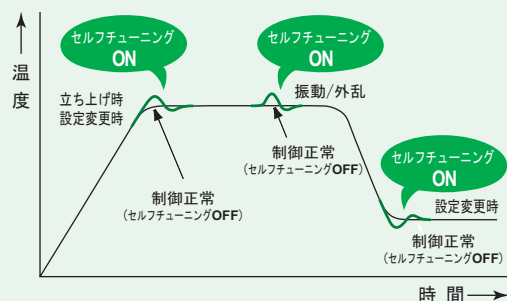 セルフチューニング
ON
セルフチューニング
ON
温度
立ち上げ時
設定変更時
振動/外乱
制御正常
(セルフチューニングOFF)
制御正常
(セルフチューニングOFF)
セルフチューニング
ON
設定変更時
制御正常
(セルフチューニングOFF)
時間